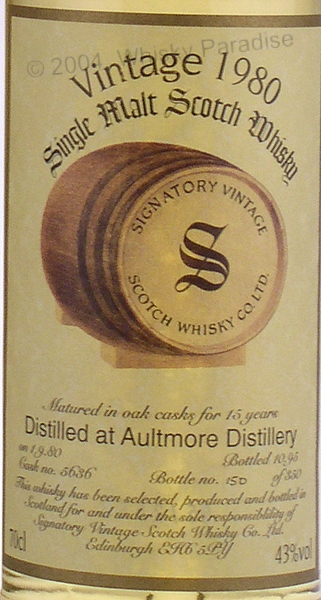 © 2004, Whisky Paradise
Vintage 1980
Single Malt Scotch Whisky
SIGNATORY VINTAGE
S
SCOTCH WHISKY CO. LTD.
Matured in oak casks for 15 years
Distilled at Aultmore Distillery
on 1.9.80 Bottled 10.95
Cask no. 5636 Bottle no. 150 of 350
This whisky has been selected, produced and bottled in
Scotland for and under the sole responsibility of
Signatory Vintage Scotch Whisky Co. Ltd.
Edinburgh EH6 5PY
70cl 43%vol